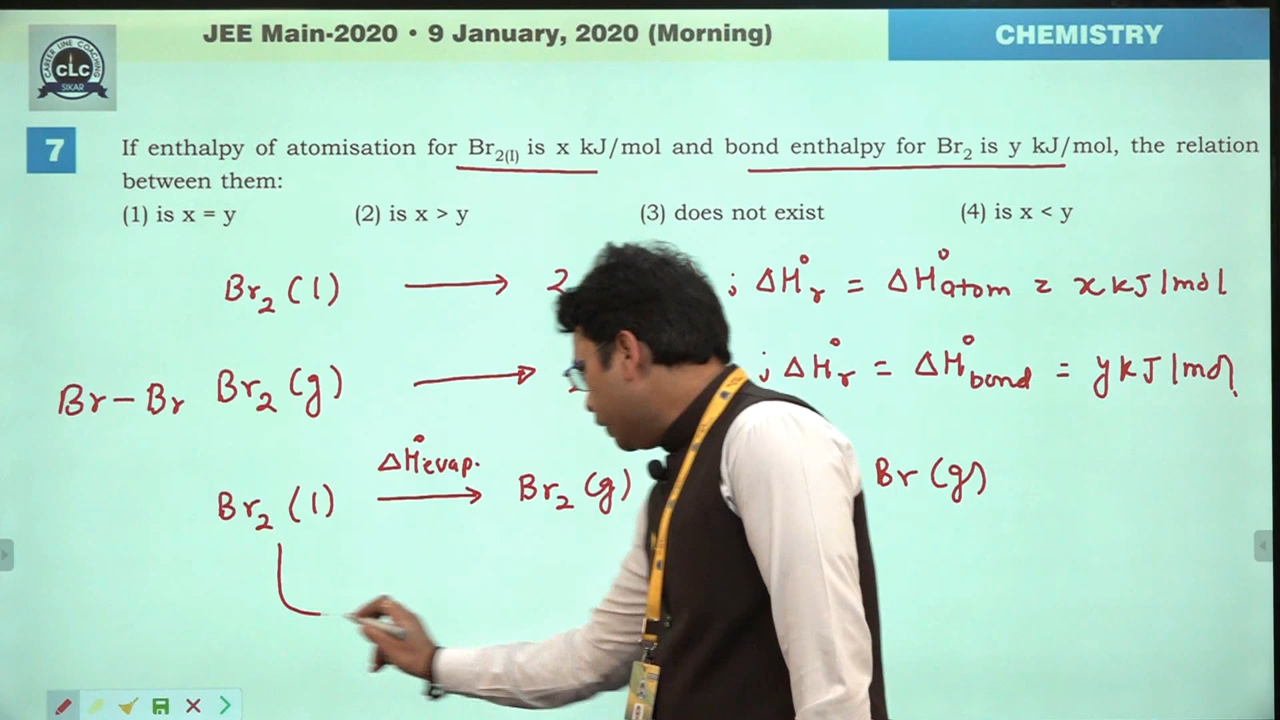 JEE Main-2020 • 9 January, 2020 (Morning)
CHEMISTRY
CAREER LINE COACHING
CLC
SIKAR
7
If enthalpy of atomisation for Br2(l) is x kJ/mol and bond enthalpy for Br2 is y kJ/mol, the relation
between them:
(1) is x = y (2) is x > y (3) does not exist (4) is x < y
Br2 (l) → 2 ; ΔH°r = ΔH°atom = x kJ/mol
Br-Br Br2 (g) → ; ΔH°r = ΔH°bond = y kJ/mol
ΔH°evap.
Br2 (l) → Br2 (g) Br (g)